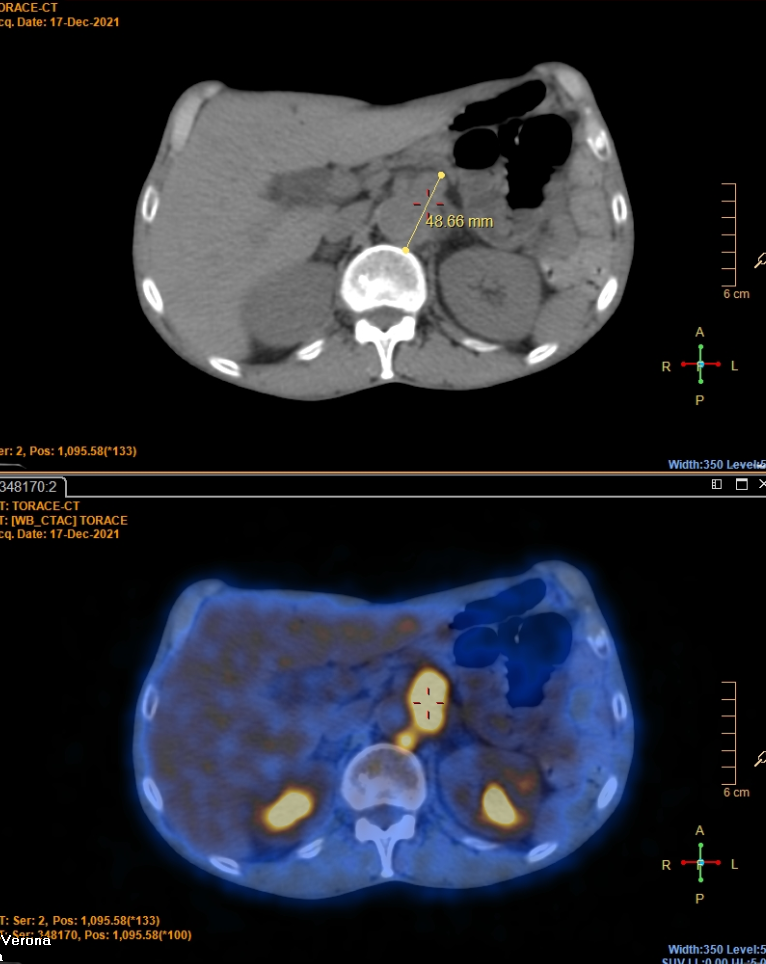 ORACE-CT
cq. Date: 17-Dec-2021
48.66 mm
6 cm
A
R
L
P
er: 2, Pos: 1,095.58(*133)
Width:350 Level:5
348170:2
T: TORACE-CT
T: [WB_CTAC] TORACE
cq. Date: 17-Dec-2021
6 cm
A
R
L
P
T: Ser: 2, Pos: 1,095.58(*133)
T: Ser: 348170, Pos: 1,095.58(*100)
Verona
Width:350 Level:5